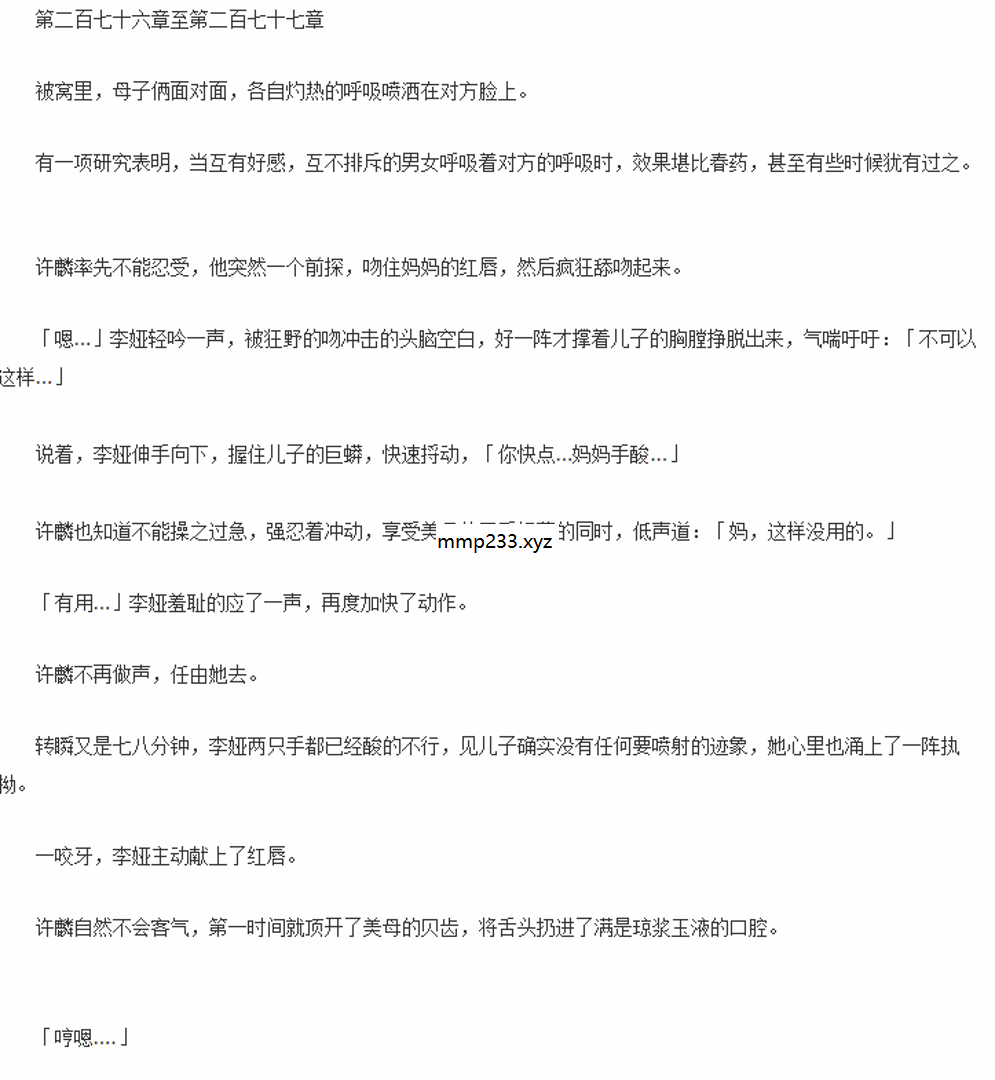 第二百七十六章至第二百七十七章
被窝里，母子俩面对面，各自灼热的呼吸喷洒在对方脸上。
有一项研究表明，当互有好感，互不排斥的男女呼吸着对方的呼吸时，效果堪比春药，甚至有些时候犹有过之。
许麟率先不能忍受，他突然一个前探，吻住妈妈的红唇，然后疯狂舔吻起来。
「嗯...」李娅轻吟一声，被狂野的吻冲击的头脑空白，好一阵才撑着儿子的胸膛挣脱出来，气喘吁吁：「不可以
这样...」
说着，李娅伸手向下，握住儿子的巨蟒，快速捋动，「你快点...妈妈手酸...」
许麟也知道不能操之过急，强忍着冲动，享受美的同时，低声道：「妈，这样没用的。」
mmp233.xyz
「有用...」李娅羞耻的应了一声，再度加快了动作。
许麟不再做声，任由她去。
转瞬又是七八分钟，李娅两只手都已经酸的不行，见儿子确实没有任何要喷射的迹象，她心里也涌上了一阵执
拗。
一咬牙，李娅主动献上了红唇。
许麟自然不会客气，第一时间就顶开了美母的贝齿，将舌头扔进了满是琼浆玉液的口腔。
「哼嗯....」